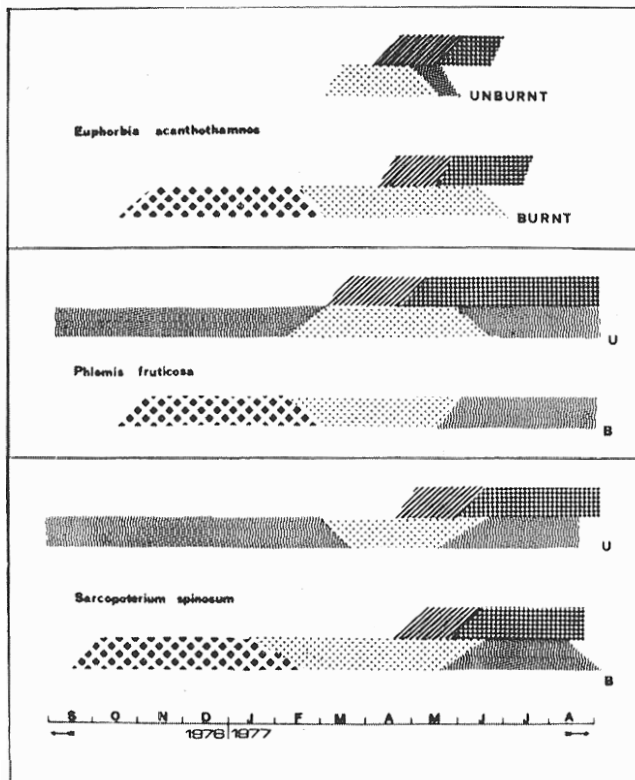 UNBURNT
Euphorbia acanthothamnos
BURNT
U
Phlomis fruticosa
B
U
Sarcopoterium spinosum
B
S O N D J F M A M J J A
1976 1977